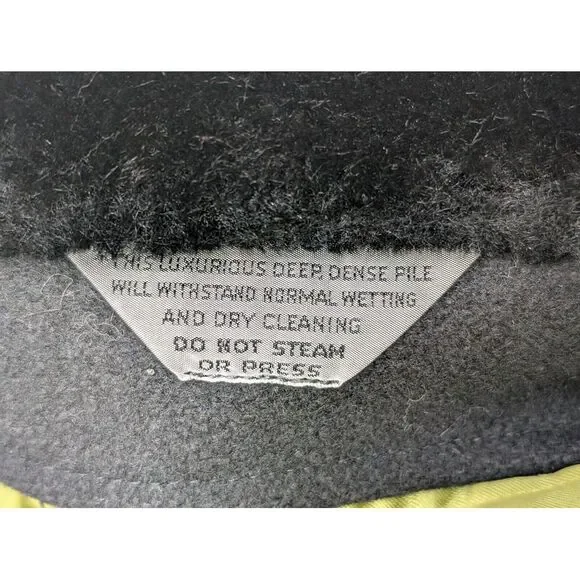 THIS LUXURIOUS DEEP, DENSE PILE
WILL WITHSTAND NORMAL WETTING
AND DRY CLEANING
DO NOT STEAM
OR PRESS